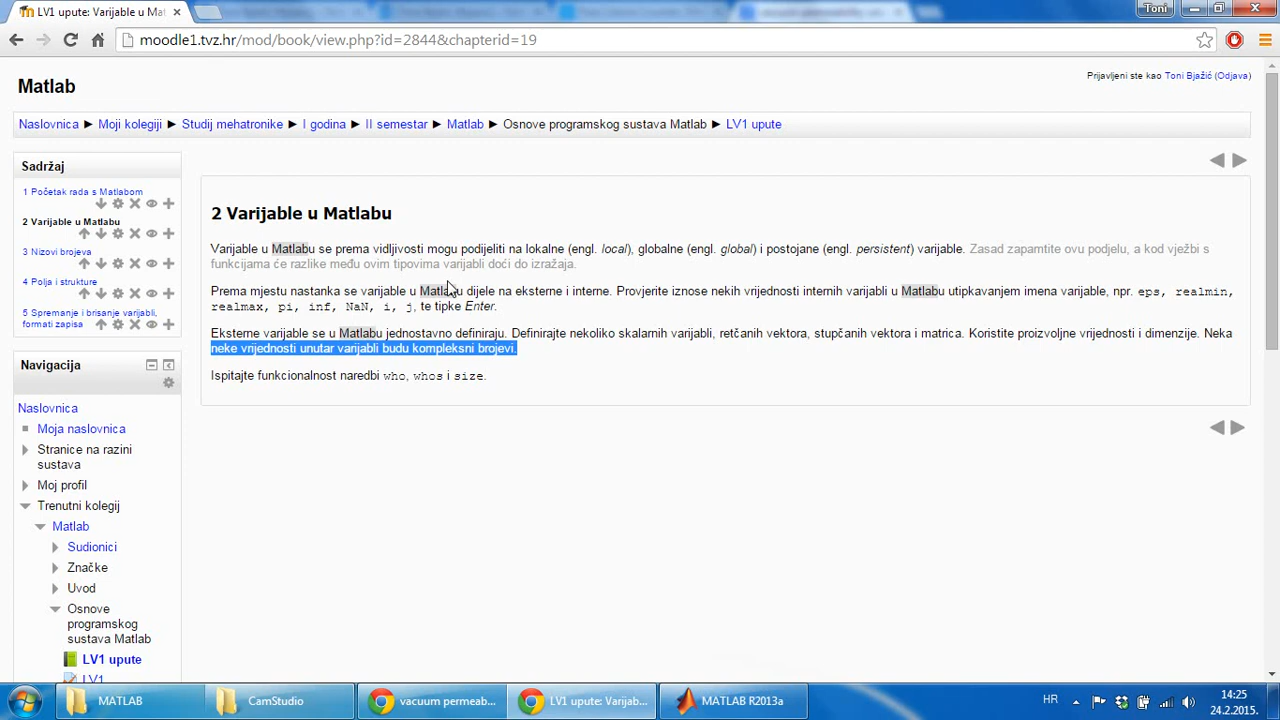 LV1 upute: Varijable u Mat
Toni
moodle1.tvz.hr/mod/book/view.php?id=2844&chapterid=19
Matlab
Prijavljeni ste kao Toni Bjažić (Odjava)
Naslovnica ► Moji kolegiji ► Studij mehatronike ► I godina ► II semestar ► Matlab ► Osnove programskog sustava Matlab ► LV1 upute
Sadržaj
1 Početak rada s Matlabom
2 Varijable u Matlabu
3 Nizovi brojeva
4 Polja i strukture
5 Spremanje i brisanje varijabli,
formati zapisa
2 Varijable u Matlabu
Varijable u Matlabu se prema vidljivosti mogu podijeliti na lokalne (engl. local), globalne (engl. global) i postojane (engl. persistent) varijable. Zasad zapamtite ovu podjelu, a kod vježbi s
funkcijama će razlike među ovim tipovima varijabli doći do izražaja.
Prema mjestu nastanka se varijable u Matlabu dijele na eksterne i interne. Provjerite iznose nekih vrijednosti internih varijabli u Matlabu utipkavanjem imena varijable, npr. eps, realmin,
realmax, pi, inf, NaN, i, j, te tipke Enter.
Eksterne varijable se u Matlabu jednostavno definiraju. Definirajte nekoliko skalarnih varijabli, retčanih vektora, stupčanih vektora i matrica. Koristite proizvoljne vrijednosti i dimenzije. Neka
neke vrijednosti unutar varijabli budu kompleksni brojevi.
Ispitajte funkcionalnost naredbi who, whos i size.
Navigacija
Naslovnica
Moja naslovnica
Stranice na razini
sustava
Moj profil
Trenutni kolegij
Matlab
Sudionici
Značke
Uvod
Osnove
programskog
sustava Matlab
LV1 upute
LV1
MATLAB
CamStudio
vacuum permeab...
LV1 upute: Varijab...
MATLAB R2013a
HR
14:25
24.2.2015.